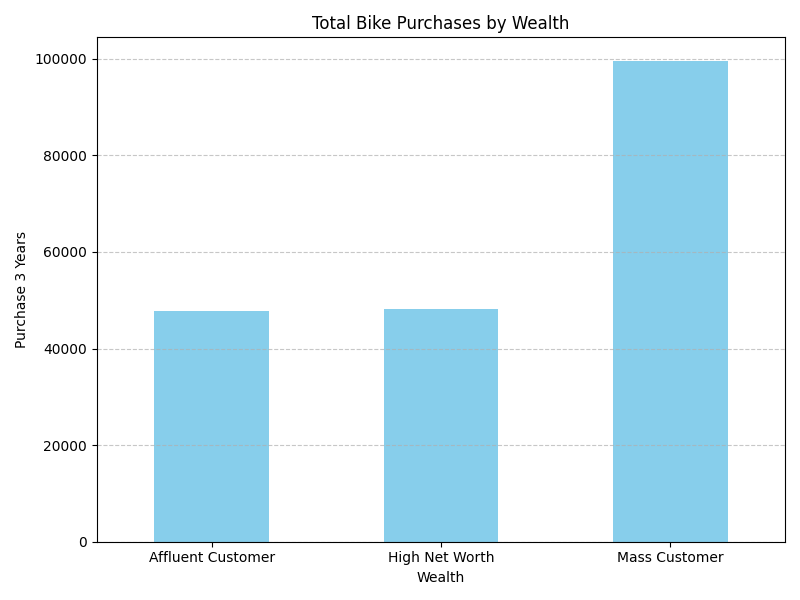 Total Bike Purchases by Wealth
100000
80000
60000
40000
20000
0
Purchase 3 Years
Affluent Customer
High Net Worth
Mass Customer
Wealth